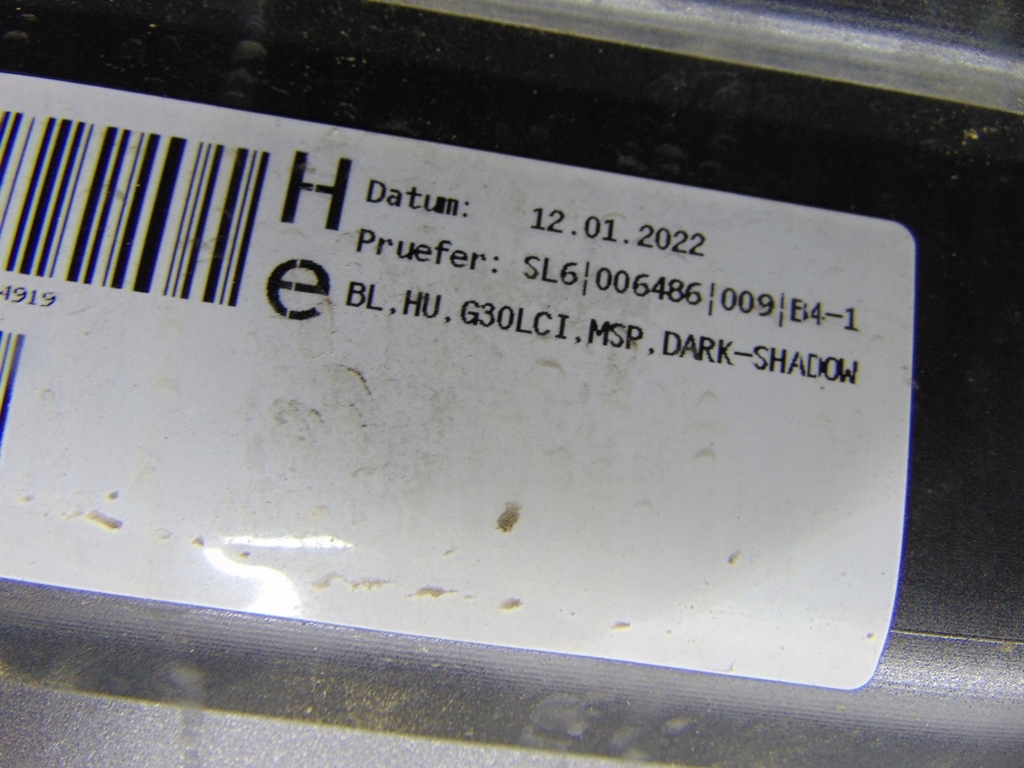 4919
H
e
Datum: 12.01.2022
Pruefer: SL6|006486|009|B4-1
BL,HU,G30LCI,MSP,DARK-SHADOW